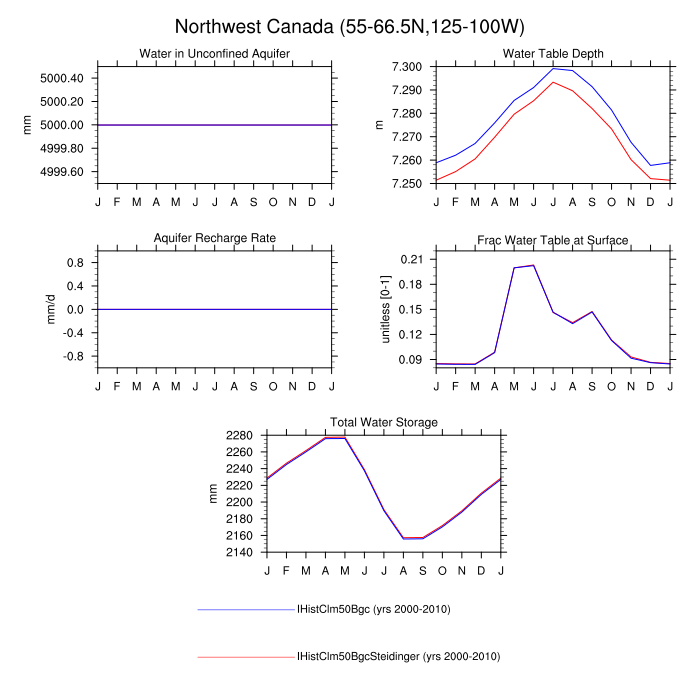 Northwest Canada (55-66.5N,125-100W)
Water in Unconfined Aquifer
5000.40
5000.20
5000.00
4999.80
4999.60
mm
J F M A M J J A S O N D J
Water Table Depth
7.300
7.290
7.280
7.270
7.260
7.250
m
J F M A M J J A S O N D J
Aquifer Recharge Rate
0.8
0.4
0.0
-0.4
-0.8
mm/d
J F M A M J J A S O N D J
Frac Water Table at Surface
0.21
0.18
0.15
0.12
0.09
unitless [0-1]
J F M A M J J A S O N D J
Total Water Storage
2280
2260
2240
2220
2200
2180
2160
2140
mm
J F M A M J J A S O N D J
IHistClm50Bgc (yrs 2000-2010)
IHistClm50BgcSteidinger (yrs 2000-2010)